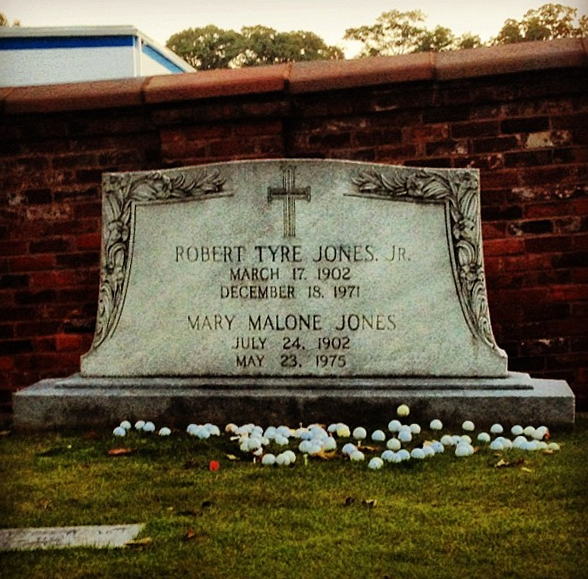 ROBERT TYRE JONES, JR.
MARCH 17, 1902
DECEMBER 18, 1971
MARY MALONE JONES
JULY 24, 1902
MAY 23, 1975